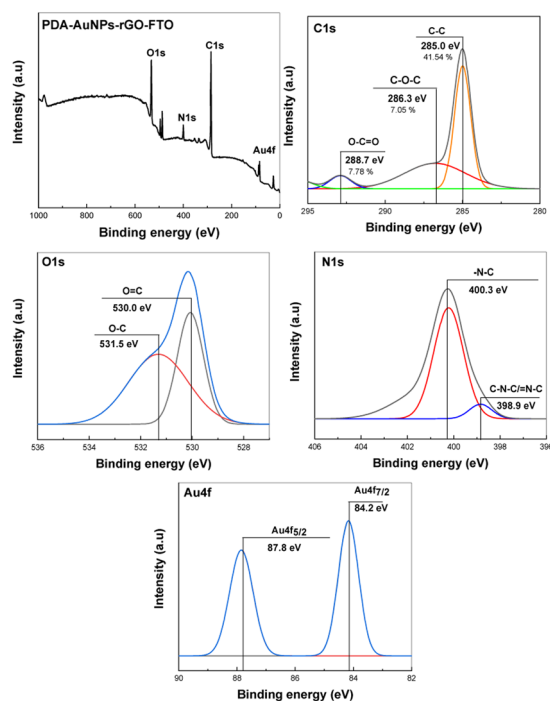 PDA-AuNPs-rGO-FTO
O1s
C1s
N1s
Au4f
Intensity (a.u)
1000 800 600 400 200 0
Binding energy (eV)
C1s
C-C
285.0 eV
41.54 %
C-O-C
286.3 eV
7.05 %
O-C=O
288.7 eV
7.78 %
Intensity (a.u)
295 290 285 280
Binding energy (eV)
O1s
O=C
530.0 eV
O-C
531.5 eV
Intensity (a.u)
536 534 532 530 528
Binding energy (eV)
N1s
-N-C
400.3 eV
C-N-C/=N-C
398.9 eV
Intensity (a.u)
406 404 402 400 398 396
Binding energy (eV)
Au4f
Au4f7/2
84.2 eV
Au4f5/2
87.8 eV
Intensity (a.u)
90 88 86 84 82
Binding energy (eV)